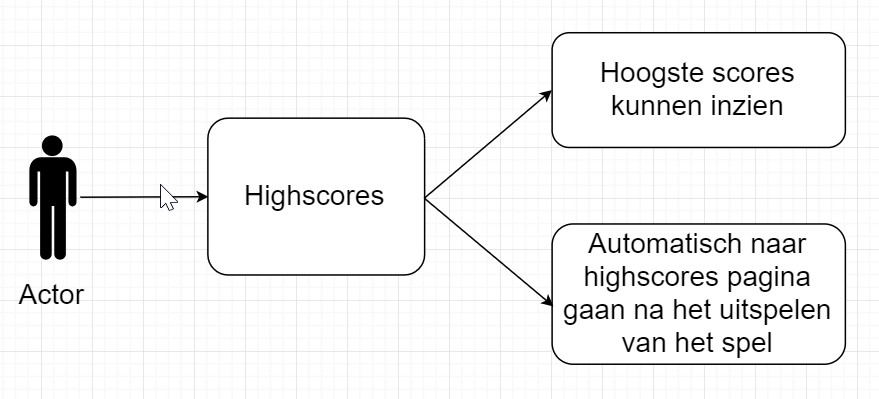 Actor
Highscores
Hoogste scores
kunnen inzien
Automatisch naar
highscores pagina
gaan na het uitspelen
van het spel